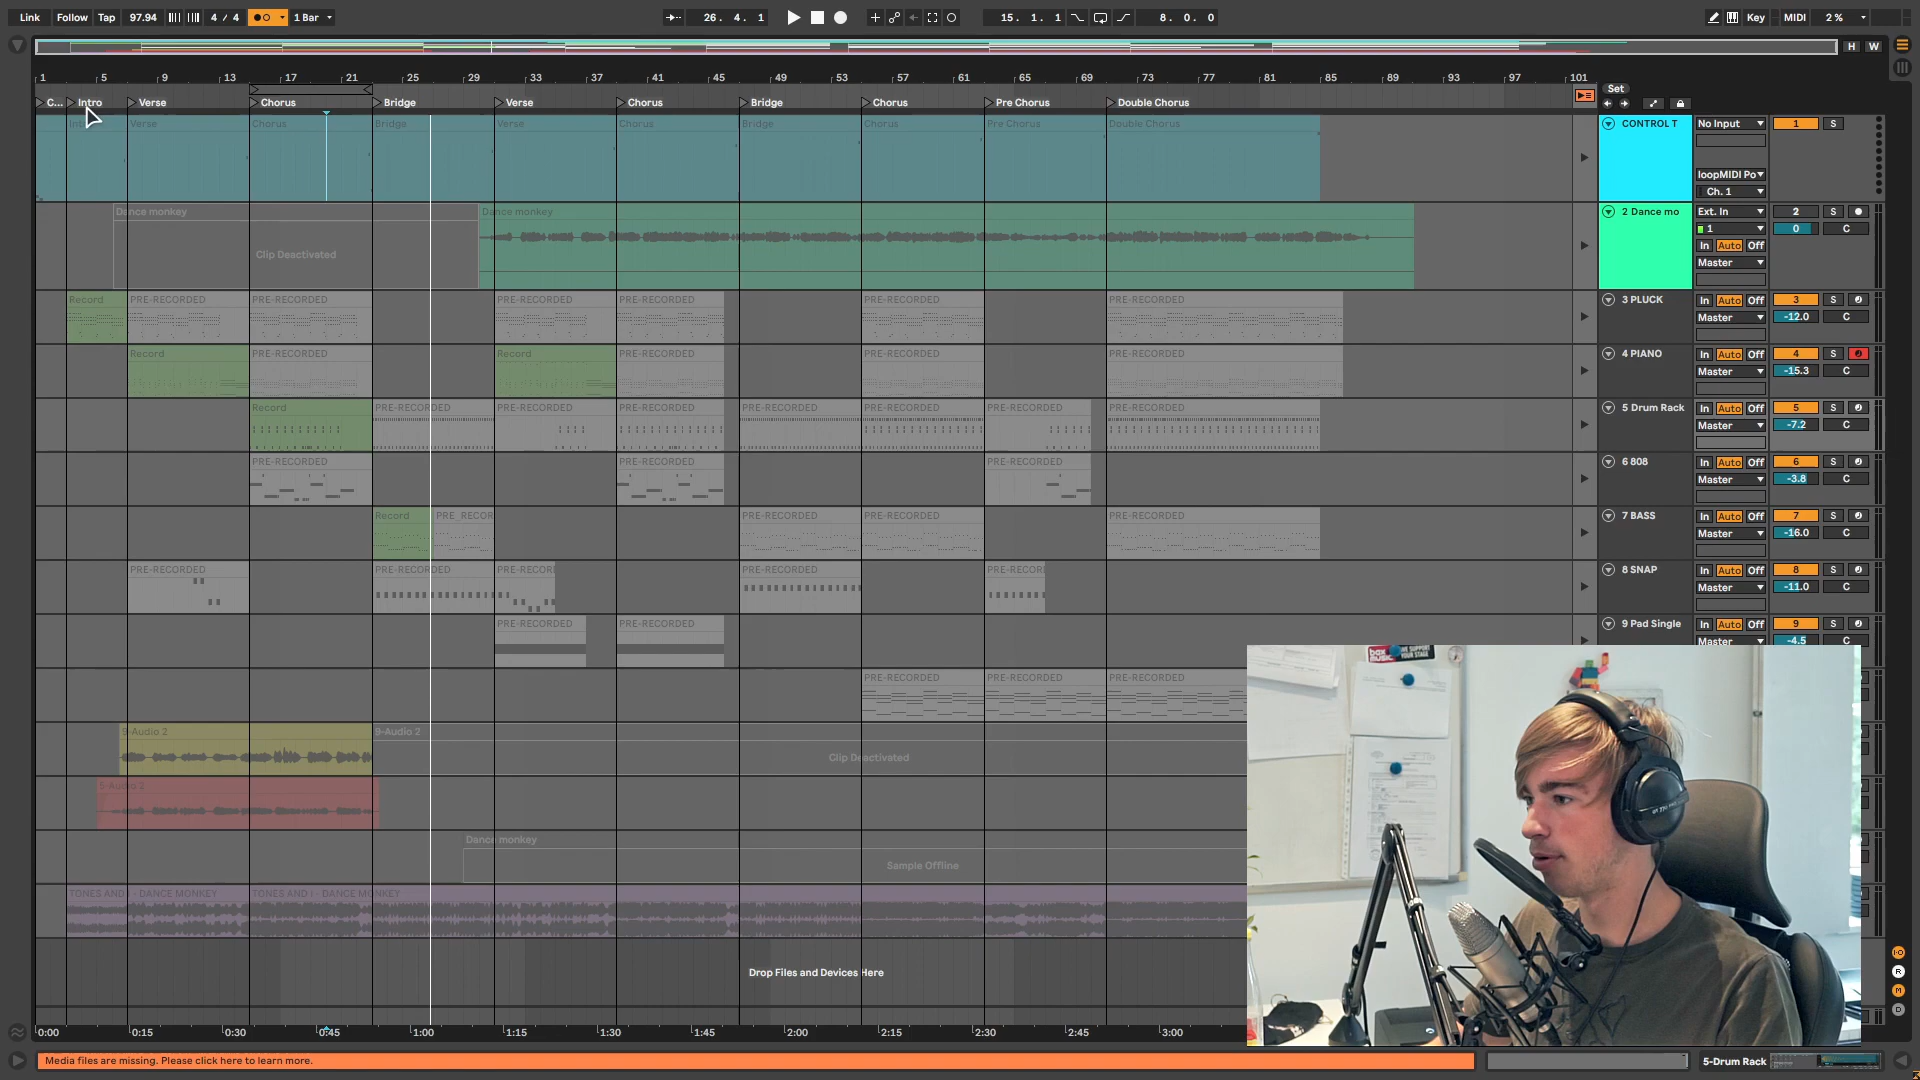 Link Follow Tap 97.94 4 / 4 1 Bar 26. 4. 1 15. 1. 1 8. 0. 0 Key MIDI 2 %
H W
1 5 9 13 17 21 25 29 33 37 41 45 49 53 57 61 65 69 73 77 81 85 89 93 97 101
Set
C... Intro Verse Chorus Bridge Verse Chorus Bridge Chorus Pre Chorus Double Chorus
Verse Chorus Bridge Verse Chorus Bridge Chorus Pre Chorus Double Chorus CONTROL T No Input 1 S
loopMIDI Po
Ch. 1
Dance monkey Dance monkey 2 Dance mo Ext. In 2 S
1 0 C
Clip Deactivated In Auto Off
Master
Record PRE-RECORDED PRE-RECORDED PRE-RECORDED PRE-RECORDED PRE-RECORDED PRE-RECORDED 3 PLUCK In Auto Off 3 S
Master -12.0 C
Record PRE-RECORDED Record PRE-RECORDED PRE-RECORDED PRE-RECORDED 4 PIANO In Auto Off 4 S
Master -15.3 C
Record PRE-RECORDED PRE-RECORDED PRE-RECORDED PRE-RECORDED PRE-RECORDED PRE-RECORDED PRE-RECORDED 5 Drum Rack In Auto Off 5 S
Master -7.2 C
PRE-RECORDED PRE-RECORDED PRE-RECORDED 6 808 In Auto Off 6 S
Master -3.8 C
Record PRE_RECOR PRE-RECORDED PRE-RECORDED PRE-RECORDED 7 BASS In Auto Off 7 S
Master -16.0 C
PRE-RECORDED PRE-RECORDED PRE-RECOR PRE-RECORDED PRE-RECOR 8 SNAP In Auto Off 8 S
Master -11.0 C
PRE-RECORDED PRE-RECORDED 9 Pad Single In Auto Off 9 S
Master -4.5 C
PRE-RECORDED PRE-RECORDED PRE-RECORDED
9-Audio 2 9-Audio 2
Clip Deactivated
5-Audio 2
Dance monkey
Sample Offline
TONES AND I - DANCE MONKEY TONES AND I - DANCE MONKEY
Drop Files and Devices Here
0:00 0:15 0:30 0:45 1:00 1:15 1:30 1:45 2:00 2:15 2:30 2:45 3:00
Media files are missing. Please click here to learn more.
5-Drum Rack